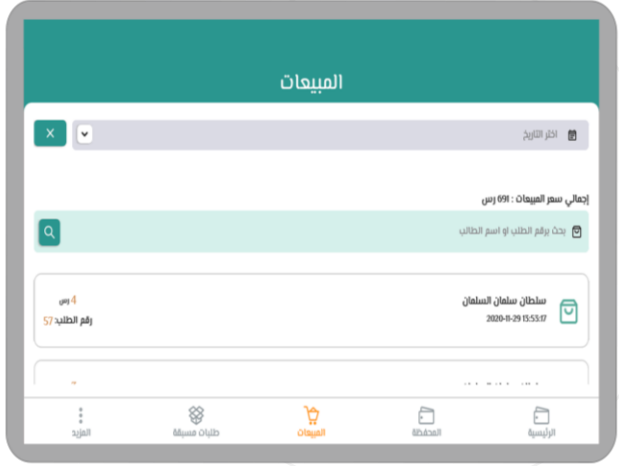 المبيعات
اختر التاريخ
إجمالي سعر المبيعات : 691 رس
بحث برقم الطلب او اسم الطالب
سلطان سلمان السلمان
4 رس
2020-11-29 15:53:17
رقم الطلب: 57
الرئيسية
المحفظة
المبيعات
طلبات مسبقة
المزيد